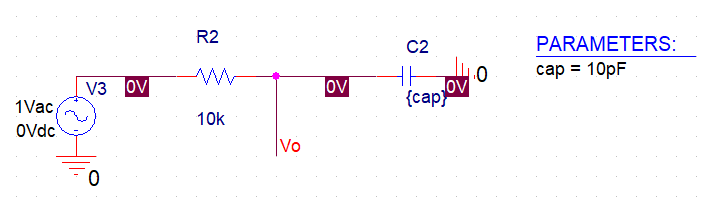 R2
C2
PARAMETERS:
cap = 10pF
V3
0V
0V
0V
0
{cap}
1Vac
0Vdc
10k
Vo
0